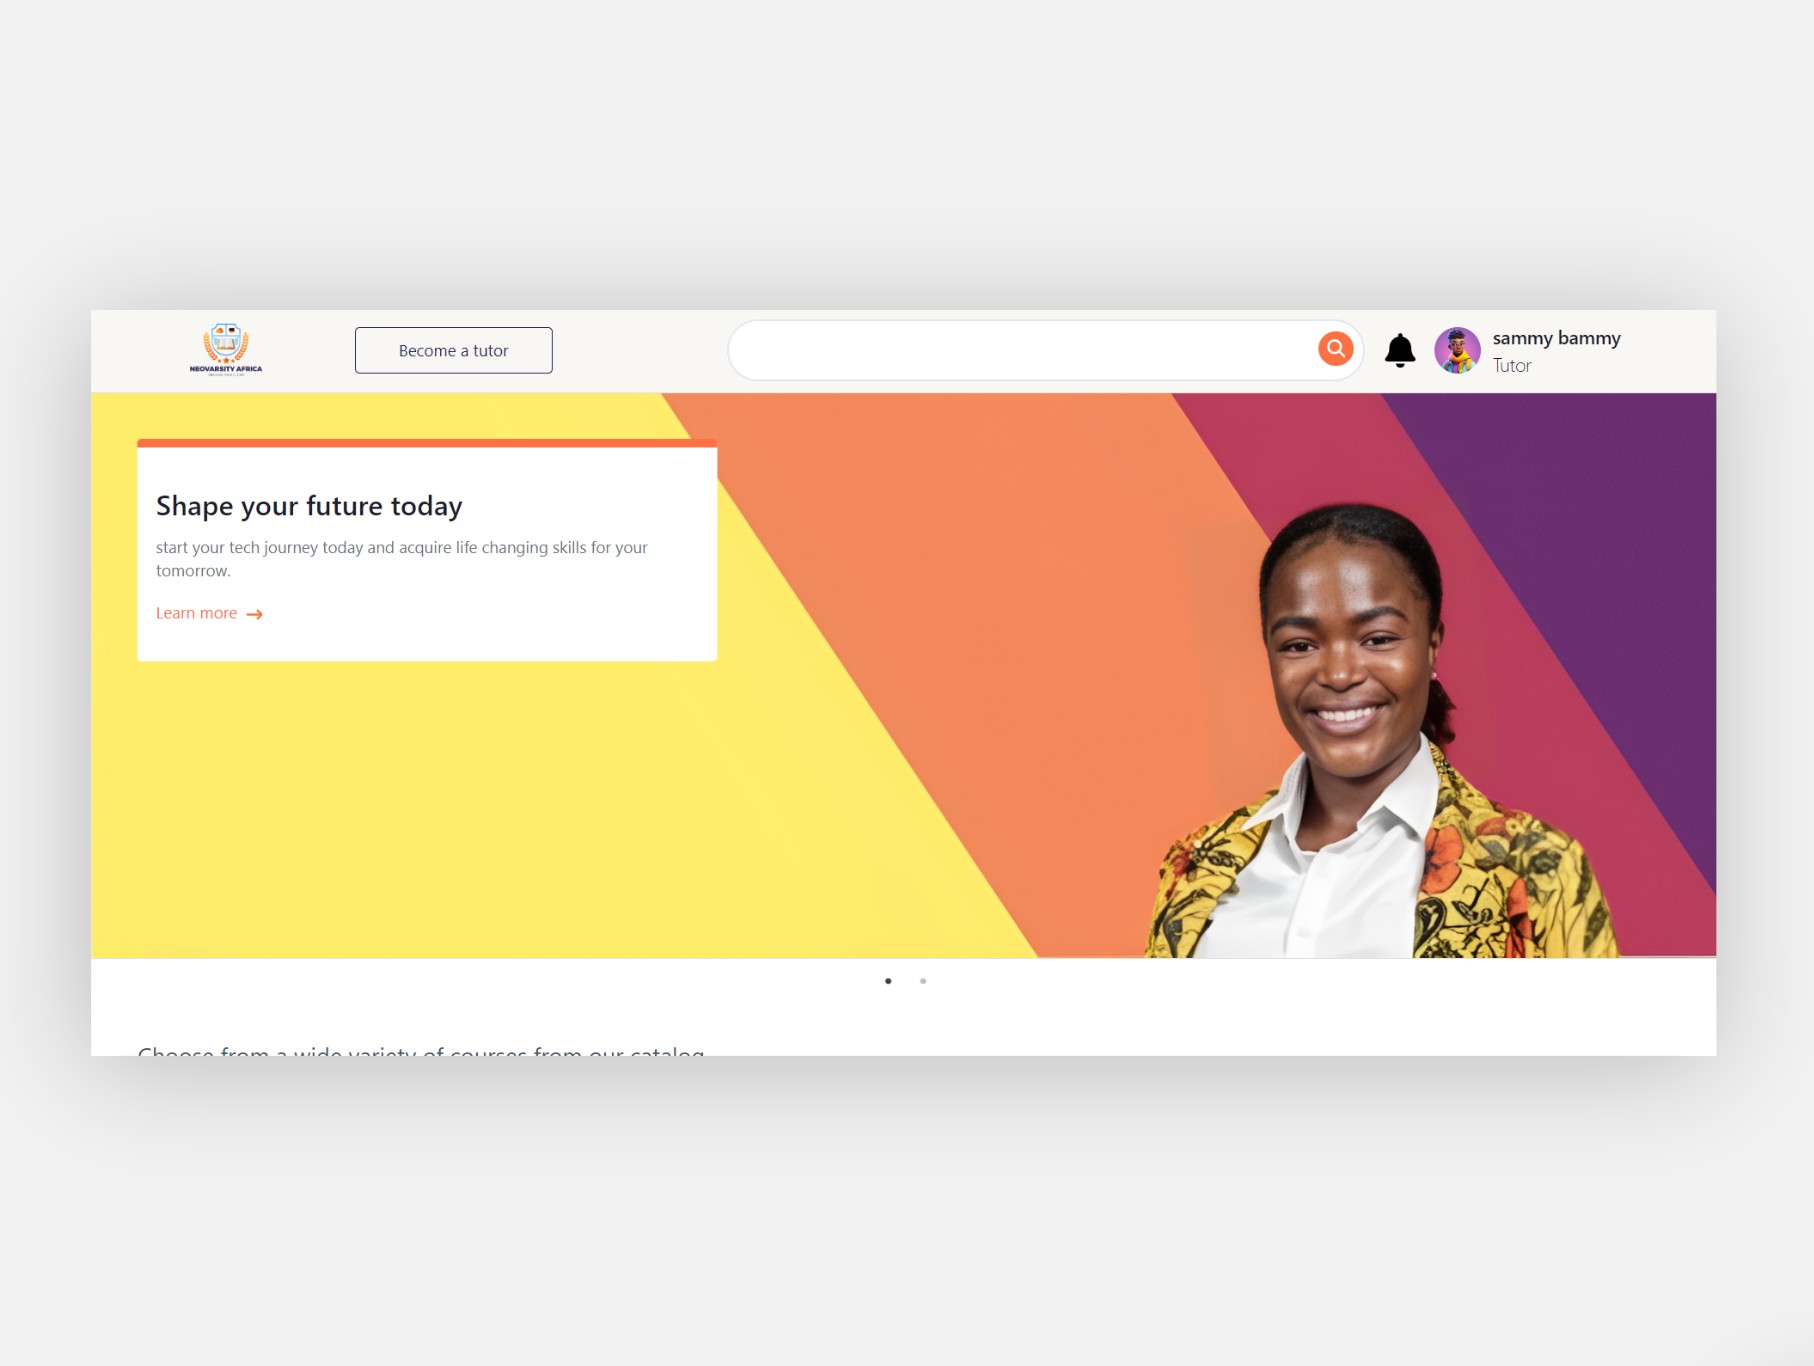 NEOVARSITY AFRICA
Become a tutor
sammy bammy
Tutor
Shape your future today
start your tech journey today and acquire life changing skills for your
tomorrow.
Learn more
Choose from a wide variety of courses from our catalog